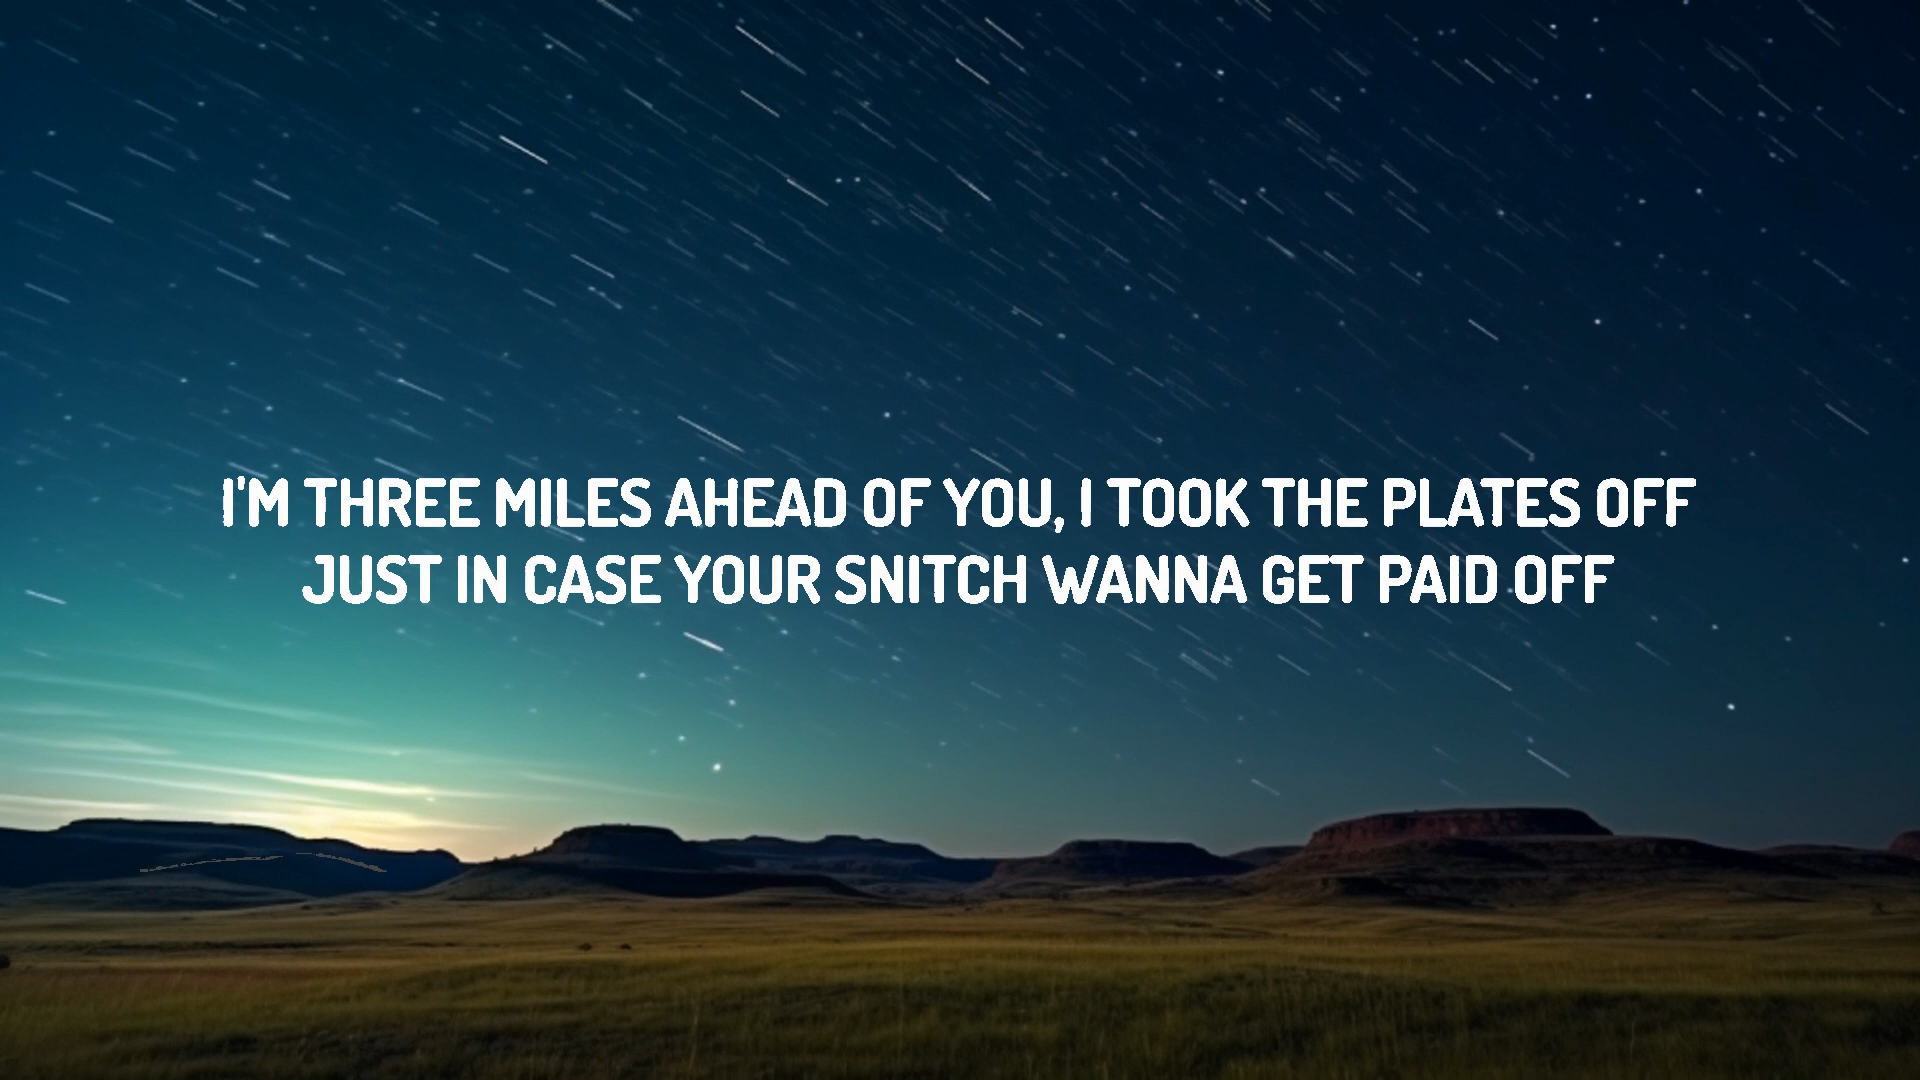 I'M THREE MILES AHEAD OF YOU, I TOOK THE PLATES OFF
JUST IN CASE YOUR SNITCH WANNA GET PAID OFF